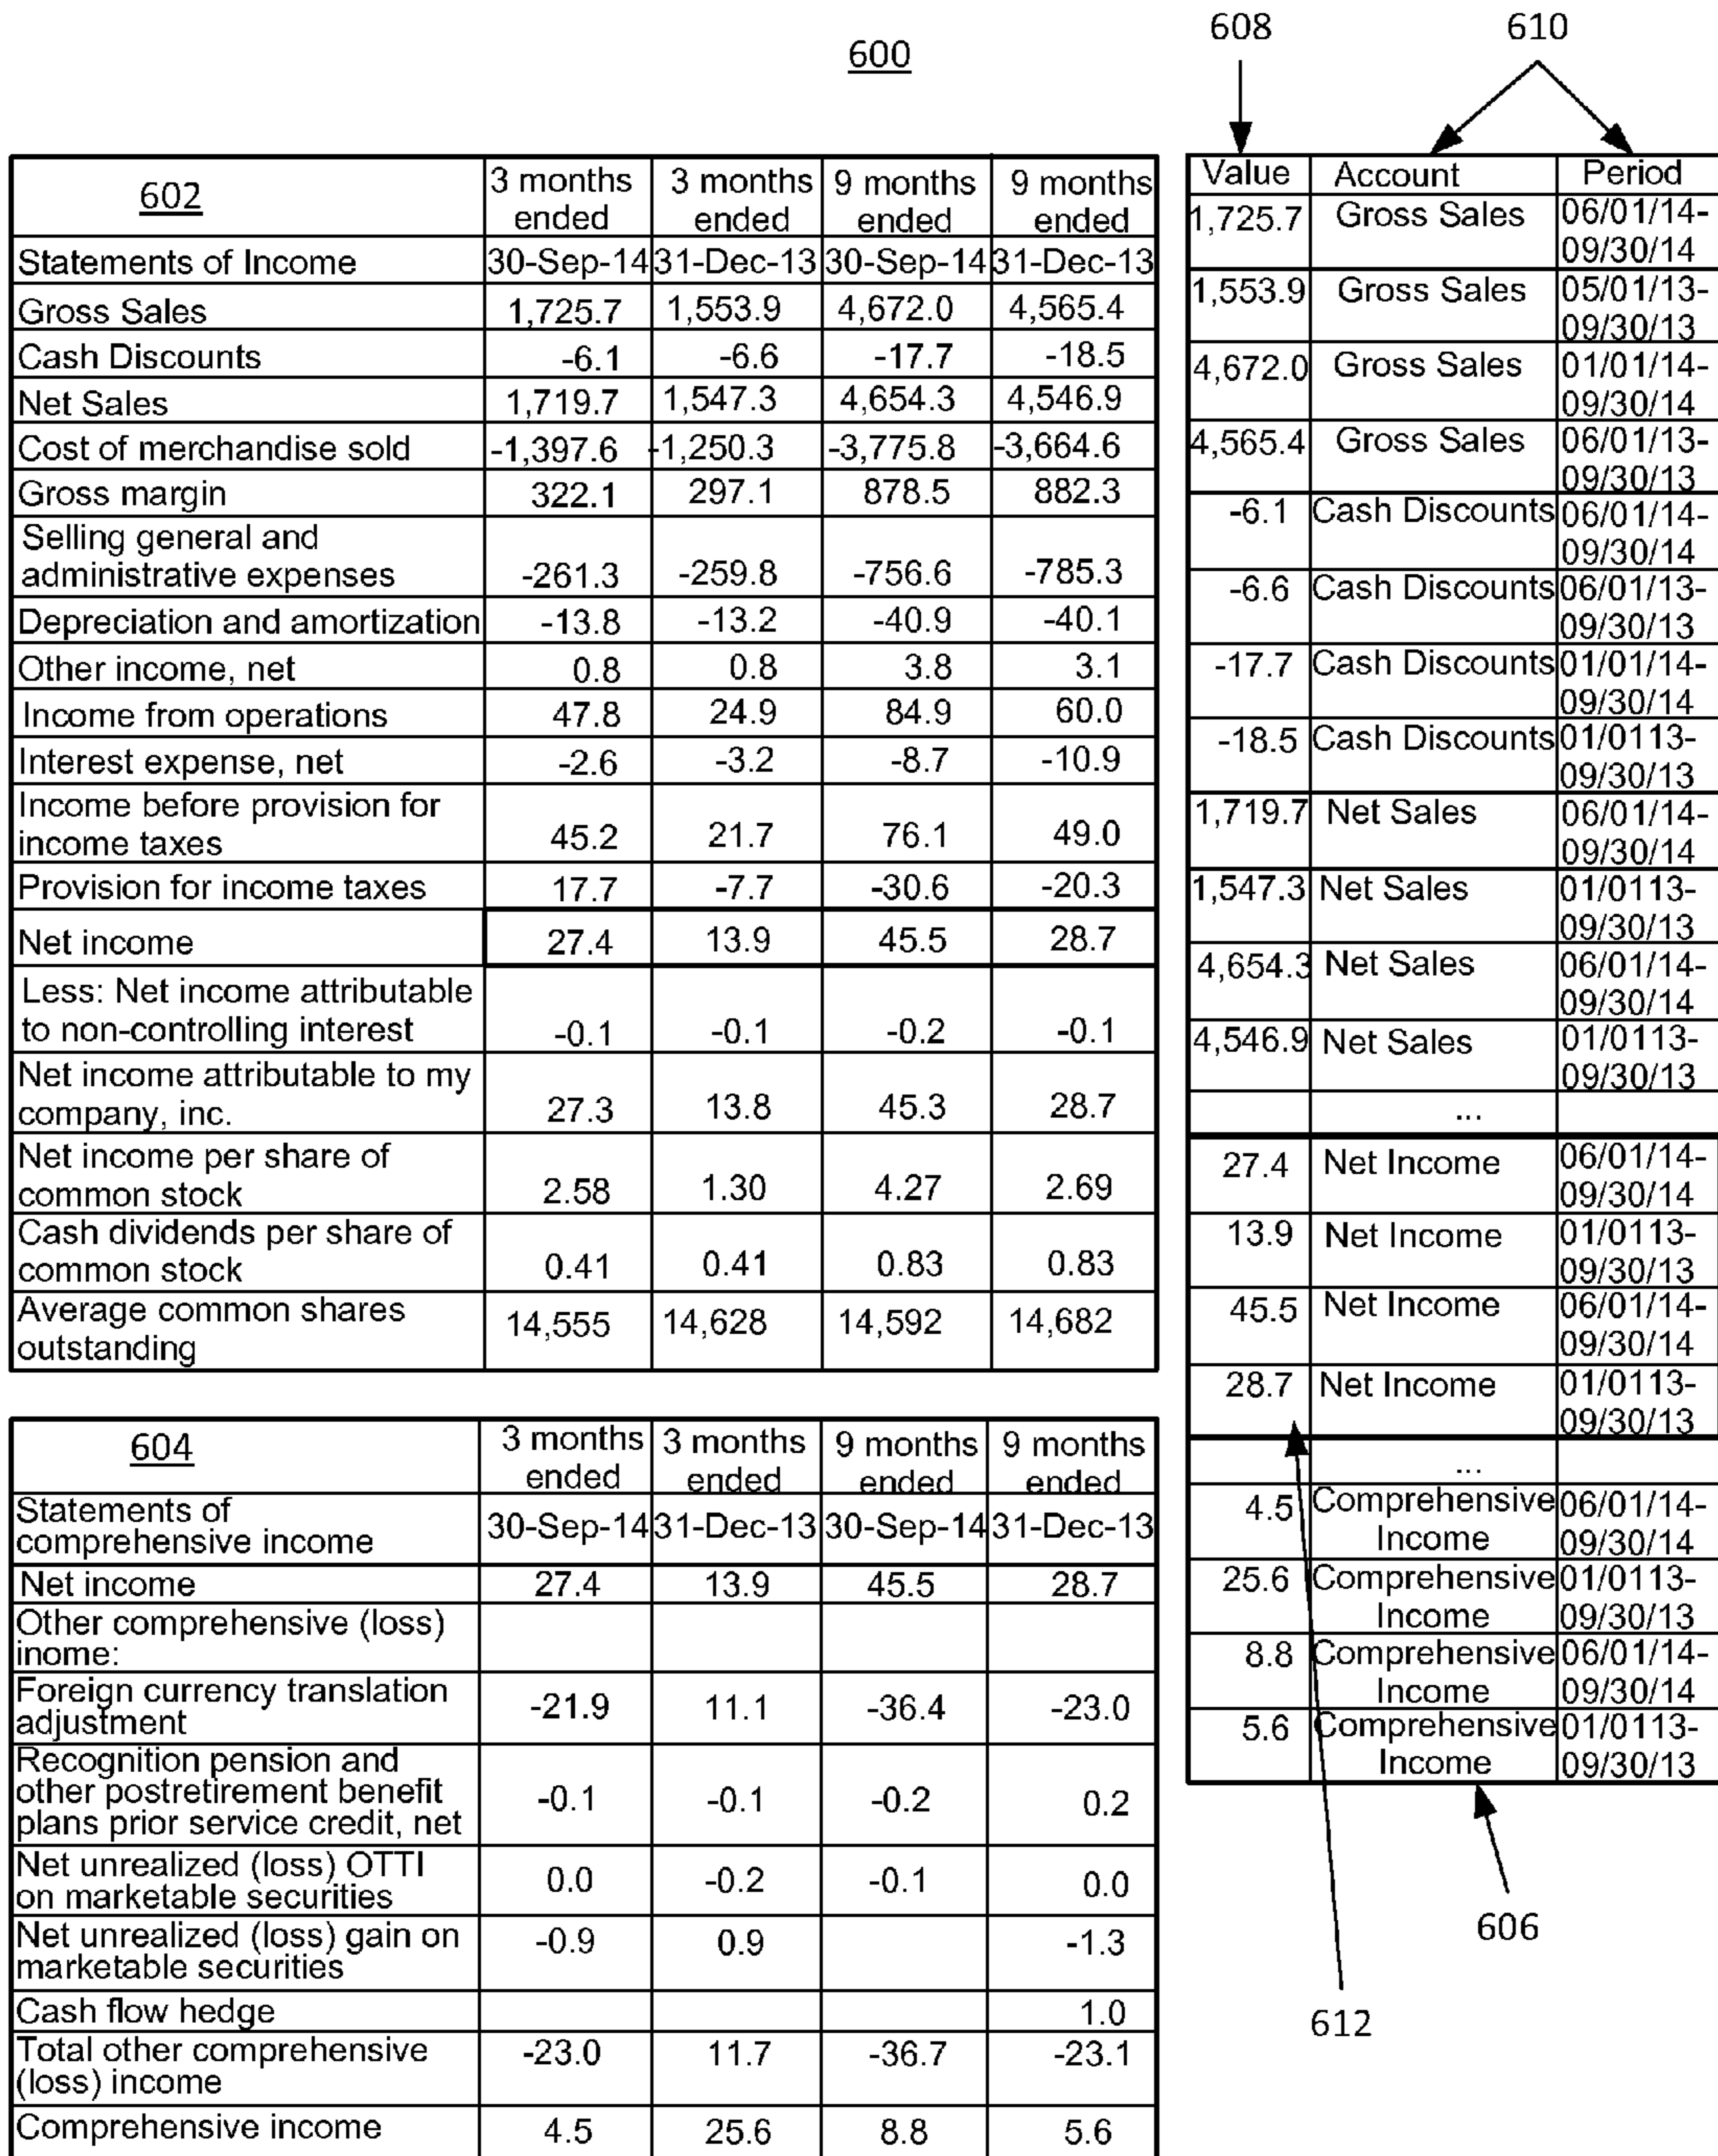 600
608 610
602 3 months ended 3 months ended 9 months ended 9 months ended
Statements of Income 30-Sep-14 31-Dec-13 30-Sep-14 31-Dec-13
Gross Sales 1,725.7 1,553.9 4,672.0 4,565.4
Cash Discounts -6.1 -6.6 -17.7 -18.5
Net Sales 1,719.7 1,547.3 4,654.3 4,546.9
Cost of merchandise sold -1,397.6 -1,250.3 -3,775.8 -3,664.6
Gross margin 322.1 297.1 878.5 882.3
Selling general and
administrative expenses -261.3 -259.8 -756.6 -785.3
Depreciation and amortization -13.8 -13.2 -40.9 -40.1
Other income, net 0.8 0.8 3.8 3.1
Income from operations 47.8 24.9 84.9 60.0
Interest expense, net -2.6 -3.2 -8.7 -10.9
Income before provision for
income taxes 45.2 21.7 76.1 49.0
Provision for income taxes 17.7 -7.7 -30.6 -20.3
Net income 27.4 13.9 45.5 28.7
Less: Net income attributable
to non-controlling interest -0.1 -0.1 -0.2 -0.1
Net income attributable to my
company, inc. 27.3 13.8 45.3 28.7
Net income per share of
common stock 2.58 1.30 4.27 2.69
Cash dividends per share of
common stock 0.41 0.41 0.83 0.83
Average common shares
outstanding 14,555 14,628 14,592 14,682
604 3 months ended 3 months ended 9 months ended 9 months ended
Statements of
comprehensive income 30-Sep-14 31-Dec-13 30-Sep-14 31-Dec-13
Net income 27.4 13.9 45.5 28.7
Other comprehensive (loss)
inome:
Foreign currency translation
adjustment -21.9 11.1 -36.4 -23.0
Recognition pension and
other postretirement benefit
plans prior service credit, net -0.1 -0.1 -0.2 0.2
Net unrealized (loss) OTTI
on marketable securities 0.0 -0.2 -0.1 0.0
Net unrealized (loss) gain on
marketable securities -0.9 0.9 -1.3
Cash flow hedge 1.0
Total other comprehensive
(loss) income -23.0 11.7 -36.7 -23.1
Comprehensive income 4.5 25.6 8.8 5.6
Value Account Period
1,725.7 Gross Sales 06/01/14-
09/30/14
1,553.9 Gross Sales 05/01/13-
09/30/13
4,672.0 Gross Sales 01/01/14-
09/30/14
4,565.4 Gross Sales 06/01/13-
09/30/13
-6.1 Cash Discounts 06/01/14-
09/30/14
-6.6 Cash Discounts 06/01/13-
09/30/13
-17.7 Cash Discounts 01/01/14-
09/30/14
-18.5 Cash Discounts 01/0113-
09/30/13
1,719.7 Net Sales 06/01/14-
09/30/14
1,547.3 Net Sales 01/0113-
09/30/13
4,654.3 Net Sales 06/01/14-
09/30/14
4,546.9 Net Sales 01/0113-
09/30/13
...
27.4 Net Income 06/01/14-
09/30/14
13.9 Net Income 01/0113-
09/30/13
45.5 Net Income 06/01/14-
09/30/14
28.7 Net Income 01/0113-
09/30/13
...
4.5 Comprehensive 06/01/14-
Income 09/30/14
25.6 Comprehensive 01/0113-
Income 09/30/13
8.8 Comprehensive 06/01/14-
Income 09/30/14
5.6 Comprehensive 01/0113-
Income 09/30/13
606
612